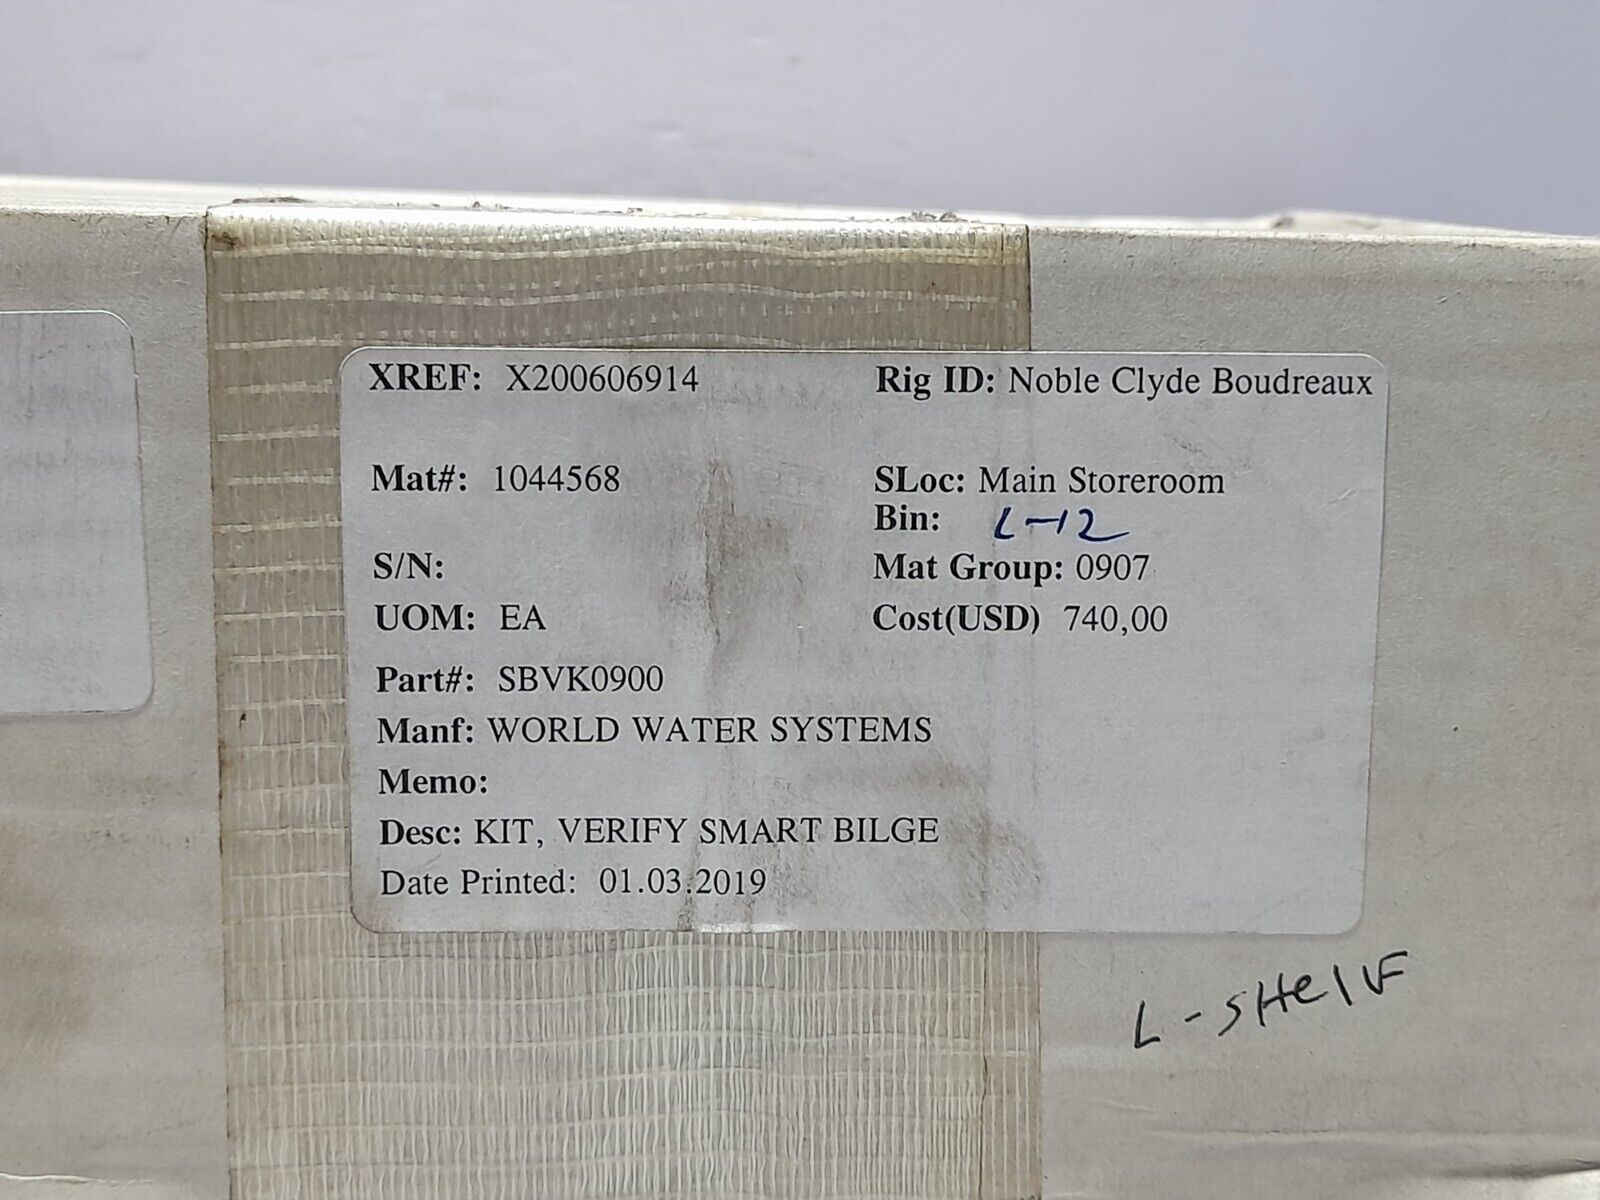 XREF: X200606914 Rig ID: Noble Clyde Boudreaux
Mat#: 1044568 SLoc: Main Storeroom
Bin: L-12
S/N: Mat Group: 0907
UOM: EA Cost(USD) 740,00
Part#: SBVK0900
Manf: WORLD WATER SYSTEMS
Memo:
Desc: KIT, VERIFY SMART BILGE
Date Printed: 01.03.2019
L-SHelF